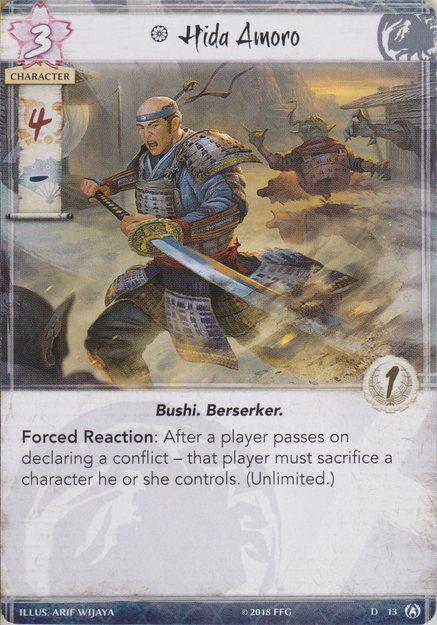 3
Hida Amoro
CHARACTER
4
-
1
Bushi. Berserker.
Forced Reaction: After a player passes on
declaring a conflict – that player must sacrifice a
character he or she controls. (Unlimited.)
ILLUS. ARIF WIJAYA
© 2018 FFG
D 13